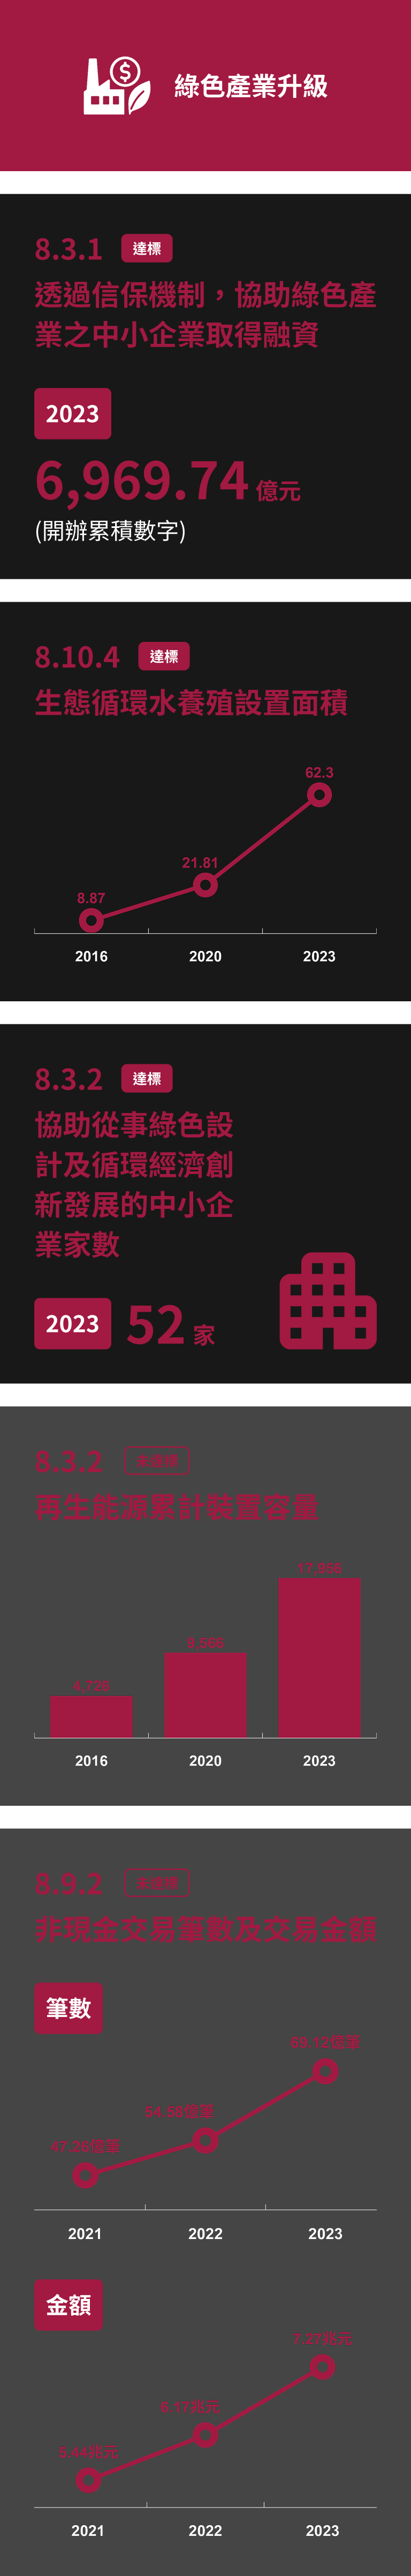 綠色產業升級
8.3.1 達標
透過信保機制，協助綠色產
業之中小企業取得融資
2023
6,969.74 億元
(開辦累積數字)
8.10.4 達標
生態循環水養殖設置面積
62.3
21.81
8.87
2016 2020 2023
8.3.2 達標
協助從事綠色設
計及循環經濟創
新發展的中小企
業家數
2023 52 家
8.3.2 未達標
再生能源累計裝置容量
9,566
4,726
2016 2020 2023
8.9.2 未達標
非現金交易筆數及交易金額
筆數
69.12億筆
54.58億筆
47.26億筆
2021 2022 2023
金額
7.27兆元
6.17兆元
5.44兆元
2021 2022 2023